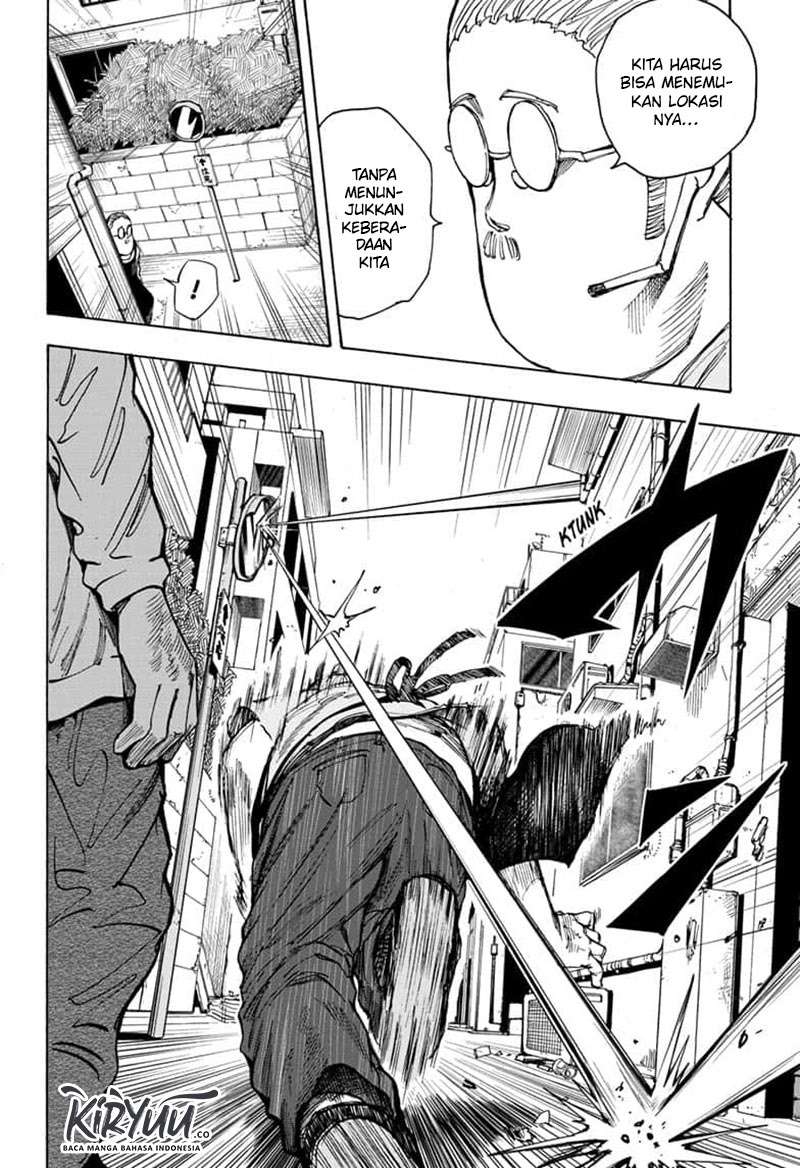 KITA HARUS
BISA MENEMU-
KAN LOKASI
NYA...
TANPA
MENUN-
JUKKAN
KEBERA-
DAAN
KITA
!
KTUNK
KIRYUU.CO
BACA MANGA BAHASA INDONESIA